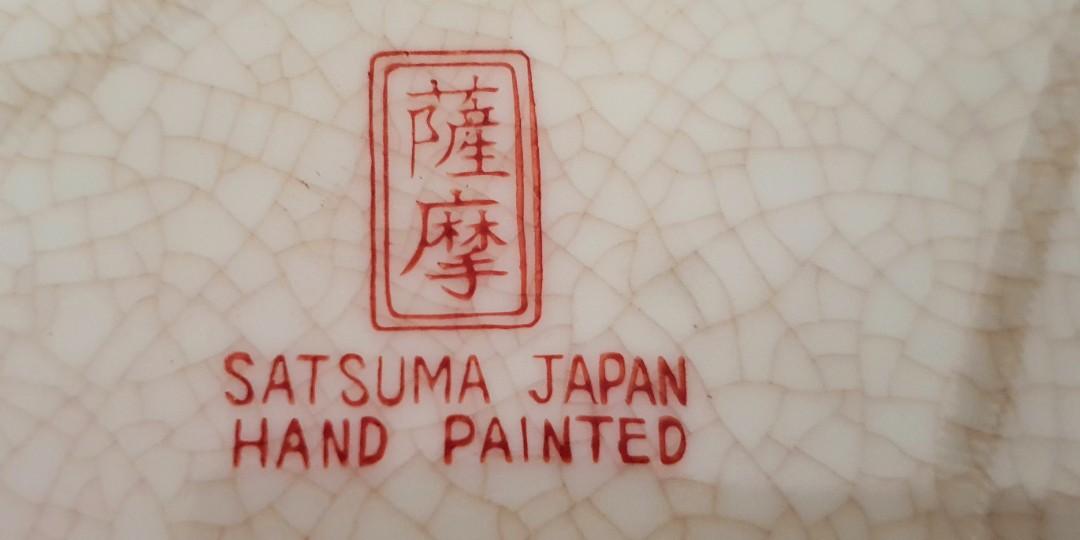 薩
摩
SATSUMA JAPAN
HAND PAINTED